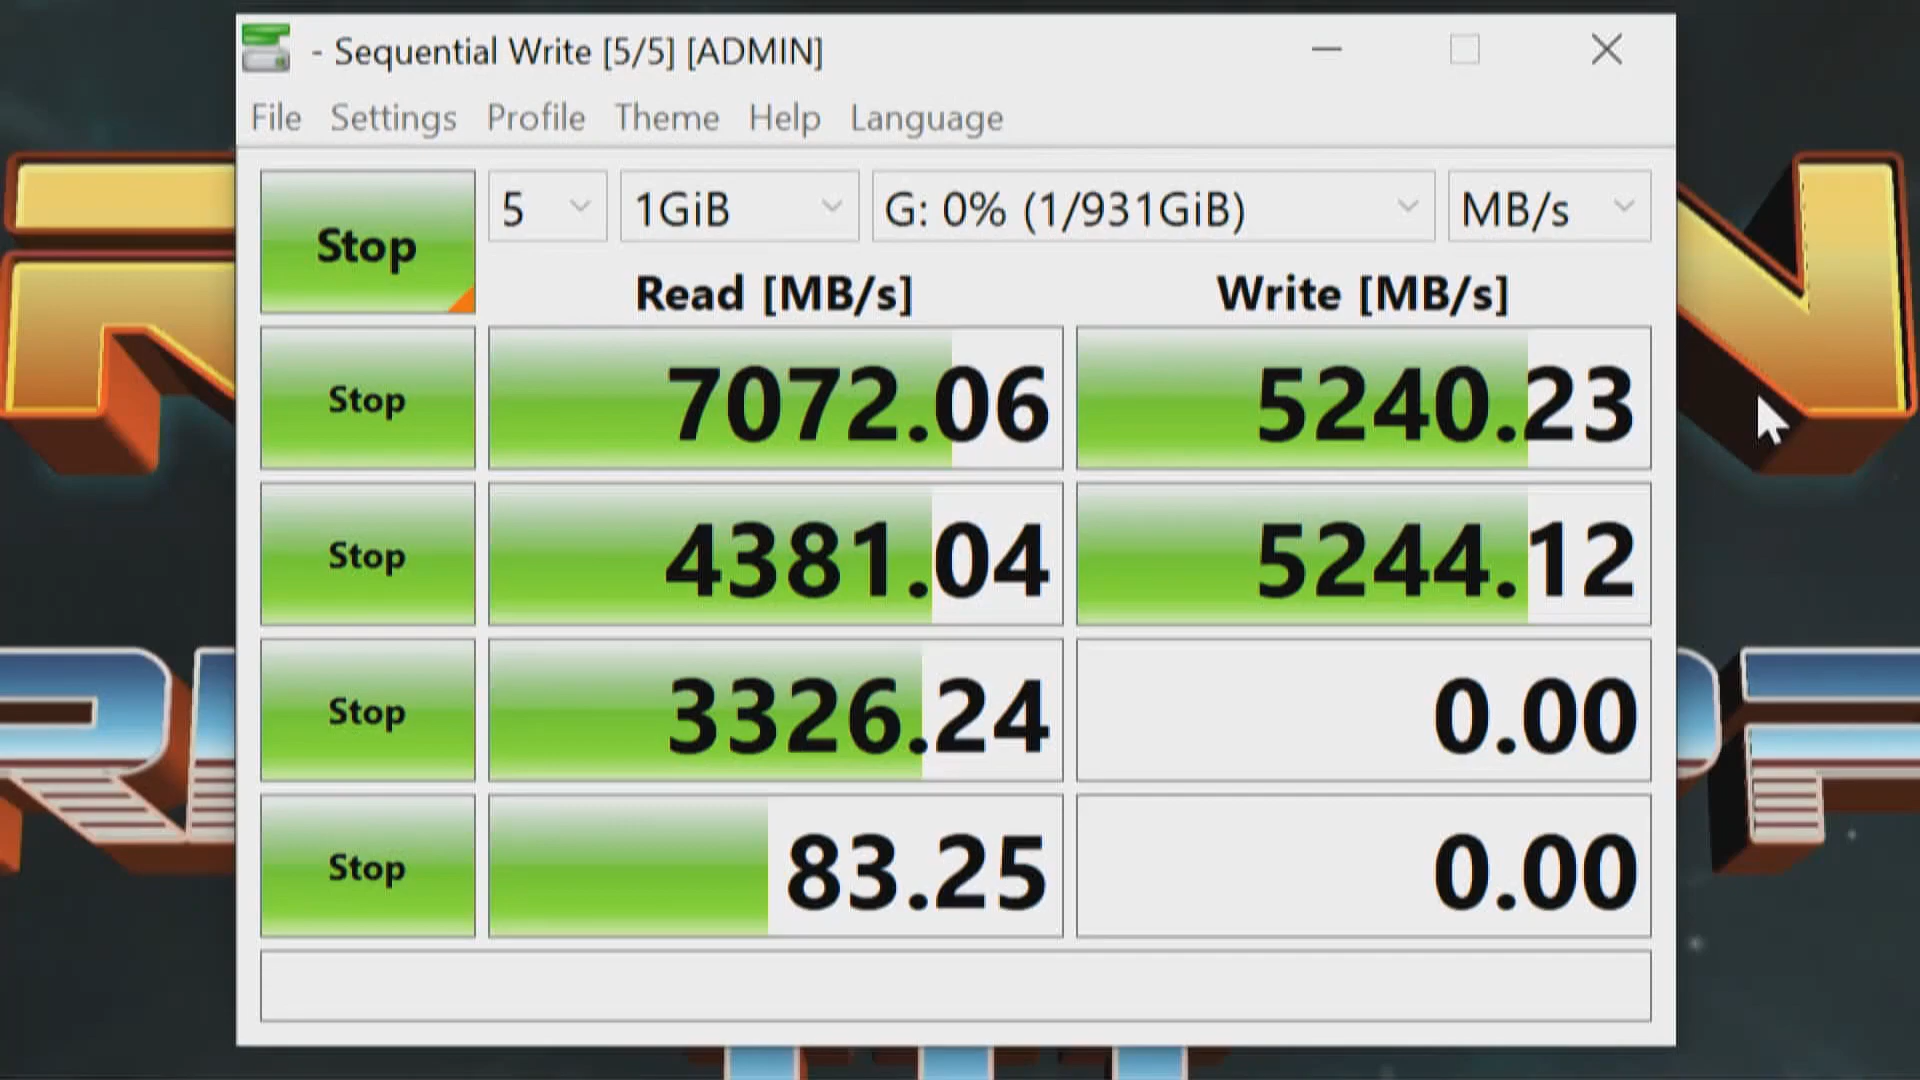 - Sequential Write [5/5] [ADMIN]
File Settings Profile Theme Help Language
Stop 5 1GiB G: 0% (1/931GiB) MB/s
Read [MB/s] Write [MB/s]
Stop 7072.06 5240.23
Stop 4381.04 5244.12
Stop 3326.24 0.00
Stop 83.25 0.00